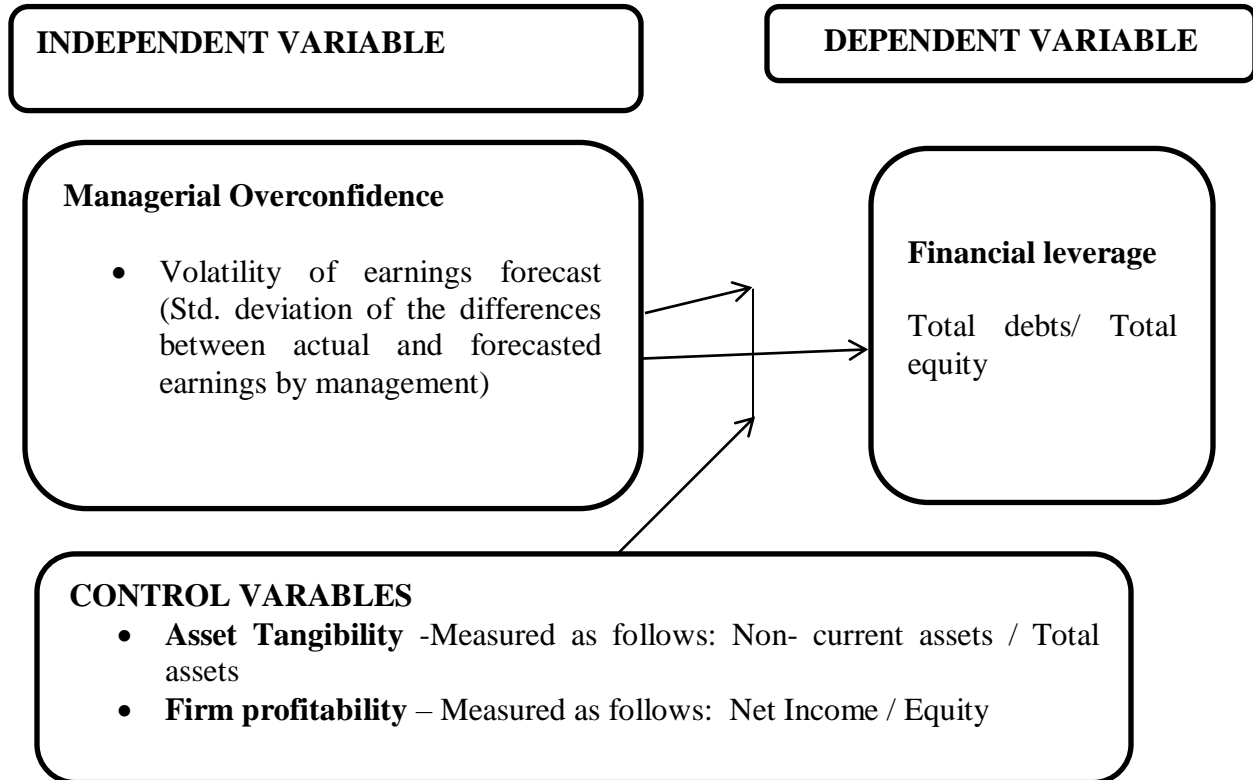 INDEPENDENT VARIABLE
DEPENDENT VARIABLE
Managerial Overconfidence
• Volatility of earnings forecast
(Std. deviation of the differences
between actual and forecasted
earnings by management)
Financial leverage
Total debts/ Total
equity
CONTROL VARABLES
• Asset Tangibility -Measured as follows: Non- current assets / Total
assets
• Firm profitability – Measured as follows: Net Income / Equity